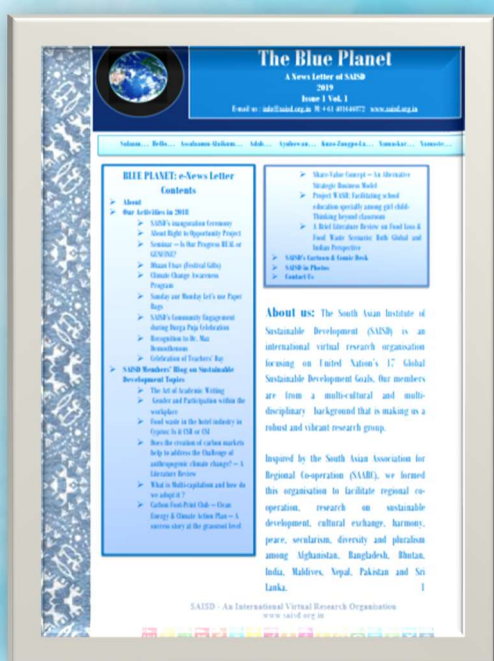 The Blue Planet
A News Letter of SAISD
2019
Issue 1 Vol. 1
E-mail us : info@saisd.org.in M:+61 401646072 www.saisd.org.in
Salaam... Hello... Assalamu Alaikum... Adab... Ayubowan... Kuzo-Zangpo-La... Namaskar... Namaste...
BLUE PLANET: e-News Letter
Contents
➢ About
➢ Our Activities in 2018
➢ SAISD's inauguration Ceremony
➢ About Right to Opportunity Project
➢ Seminar – Is Our Progress REAL or
GENUINE?
➢ Dhaan Utsav (Festival Gifts)
➢ Climate Change Awareness
Program
➢ Sunday our Monday Let's use Paper
Bags
➢ SAISD's Community Engagement
during Durga Puja Celebration
➢ Recognition to Dr. Max
➢ Celebration of Teachers' Day
➢ SAISD Members' Blog on Sustainable
Development Topics
➢ The Art of Academic Writing
➢ Gender and Participation within the
workplace
➢ Food waste in the hotel industry in
Cyprus: Is it CSR or CSI
➢ Does the creation of carbon markets
help to address the Challenge of
anthropogenic climate change? – A
Literature Review
➢ What is Multi-capitalism and how do
we adopt it ?
➢ Carbon Foot-Print Club – Clean
Energy & Climate Action Plan – A
success story at the grassroot level
➢ Share-Value Concept – An Alternative
Strategic Business Model
➢ Project WASH: Facilitating school
education specially among girl child-
Thinking beyond classroom
➢ A Brief Literature Review on Food Loss &
Food Waste Scenario: Both Global and
Indian Perspective
➢ SAISD's Cartoon & Comic Desk
➢ SAISD in Photos
➢ Contact Us
About us: The South Asian Institute of
Sustainable Development (SAISD) is an
international virtual research organisation
focusing on United Nation's 17 Global
Sustainable Development Goals. Our members
are from a multi-cultural and multi-
disciplinary background that is making us a
robust and vibrant research group.
Inspired by the South Asian Association for
Regional Co-operation (SAARC), we formed
this organisation to facilitate regional co-
operation, research on sustainable
development, cultural exchange, harmony,
peace, secularism, diversity and pluralism
among Afghanistan, Bangladesh, Bhutan,
India, Maldives, Nepal, Pakistan and Sri
Lanka. 1
SAISD - An International Virtual Research Organisation
www.saisd.org.in